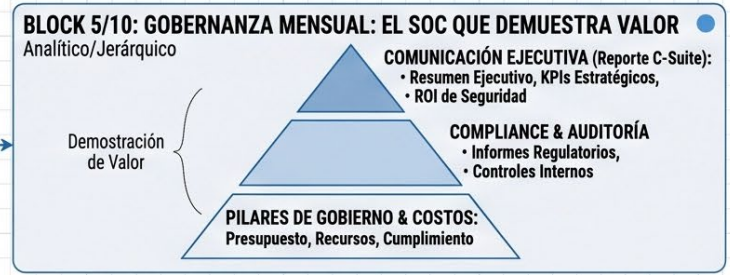 BLOCK 5/10: GOBERNANZA MENSUAL: EL SOC QUE DEMUESTRA VALOR
Analítico/Jerárquico
COMUNICACIÓN EJECUTIVA (Reporte C-Suite):
• Resumen Ejecutivo, KPIs Estratégicos,
• ROI de Seguridad
Demostración
de Valor
COMPLIANCE & AUDITORÍA
• Informes Regulatorios,
• Controles Internos
PILARES DE GOBIERNO & COSTOS:
Presupuesto, Recursos, Cumplimiento